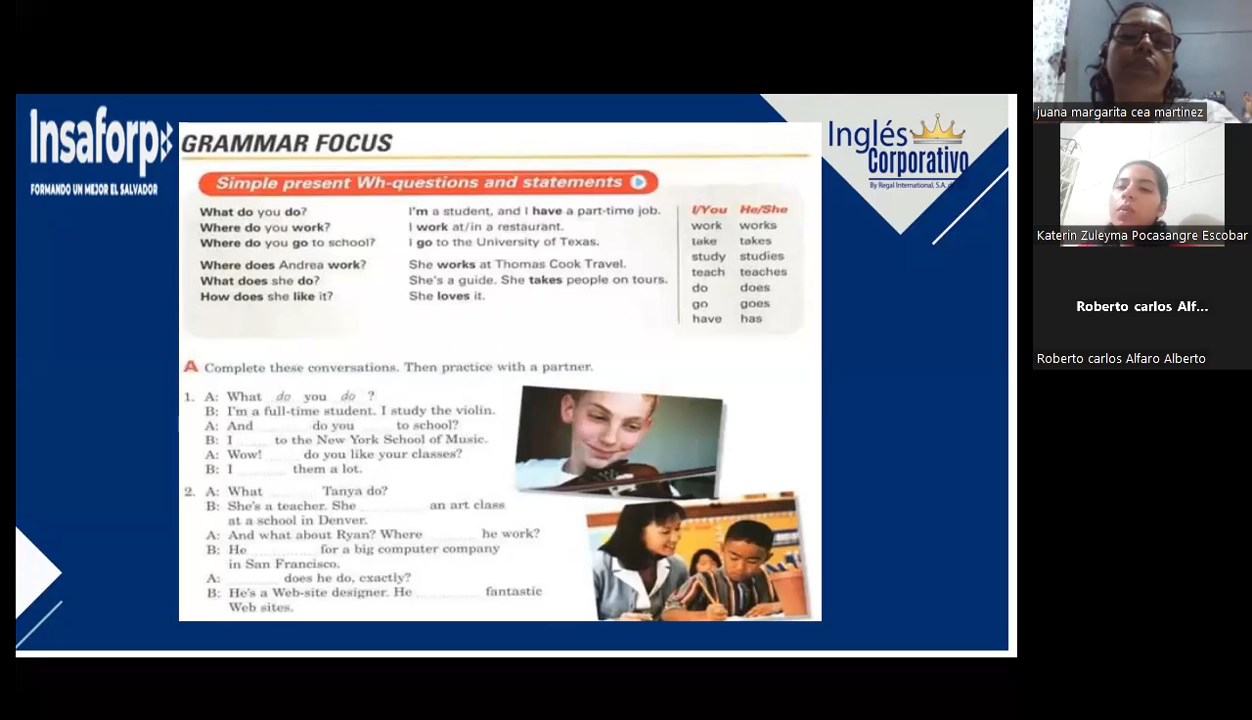 Insaforp
FORMANDO UN MEJOR EL SALVADOR
Inglés
Corporativo
By Regal International, S.A.
GRAMMAR FOCUS
Simple present Wh-questions and statements
What do you do? I'm a student, and I have a part-time job.
Where do you work? I work at/in a restaurant.
Where do you go to school? I go to the University of Texas.
Where does Andrea work? She works at Thomas Cook Travel.
What does she do? She's a guide. She takes people on tours.
How does she like it? She loves it.
I/You He/She
work works
take takes
study studies
teach teaches
do does
go goes
have has
A Complete these conversations. Then practice with a partner.
1. A: What do you do ?
B: I'm a full-time student. I study the violin.
A: And ........ do you ........ to school?
B: I ........ to the New York School of Music.
A: Wow! ........ do you like your classes?
B: I ........ them a lot.
2. A: What ........ Tanya do?
B: She's a teacher. She ........ an art class
at a school in Denver.
A: And what about Ryan? Where ........ he work?
B: He ........ for a big computer company
in San Francisco.
A: ........ does he do, exactly?
B: He's a Web-site designer. He ........ fantastic
Web sites.
juana margarita cea martinez
Katerin Zuleyma Pocasangre Escobar
Roberto carlos Alf...
Roberto carlos Alfaro Alberto